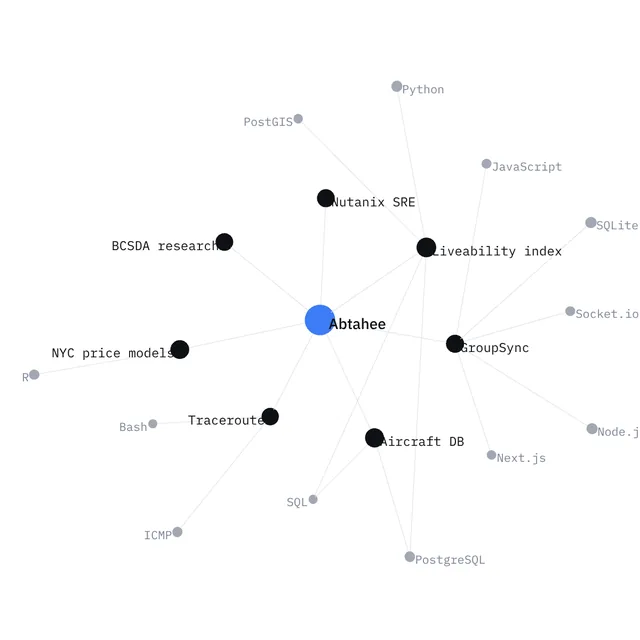 Python
PostGIS
JavaScript
Nutanix SRE
SQLite
BCSDA research
Liveability index
Socket.io
Abtahee
GroupSync
NYC price models
R
Traceroute
Bash
Node.j
Aircraft DB
Next.js
SQL
ICMP
PostgreSQL